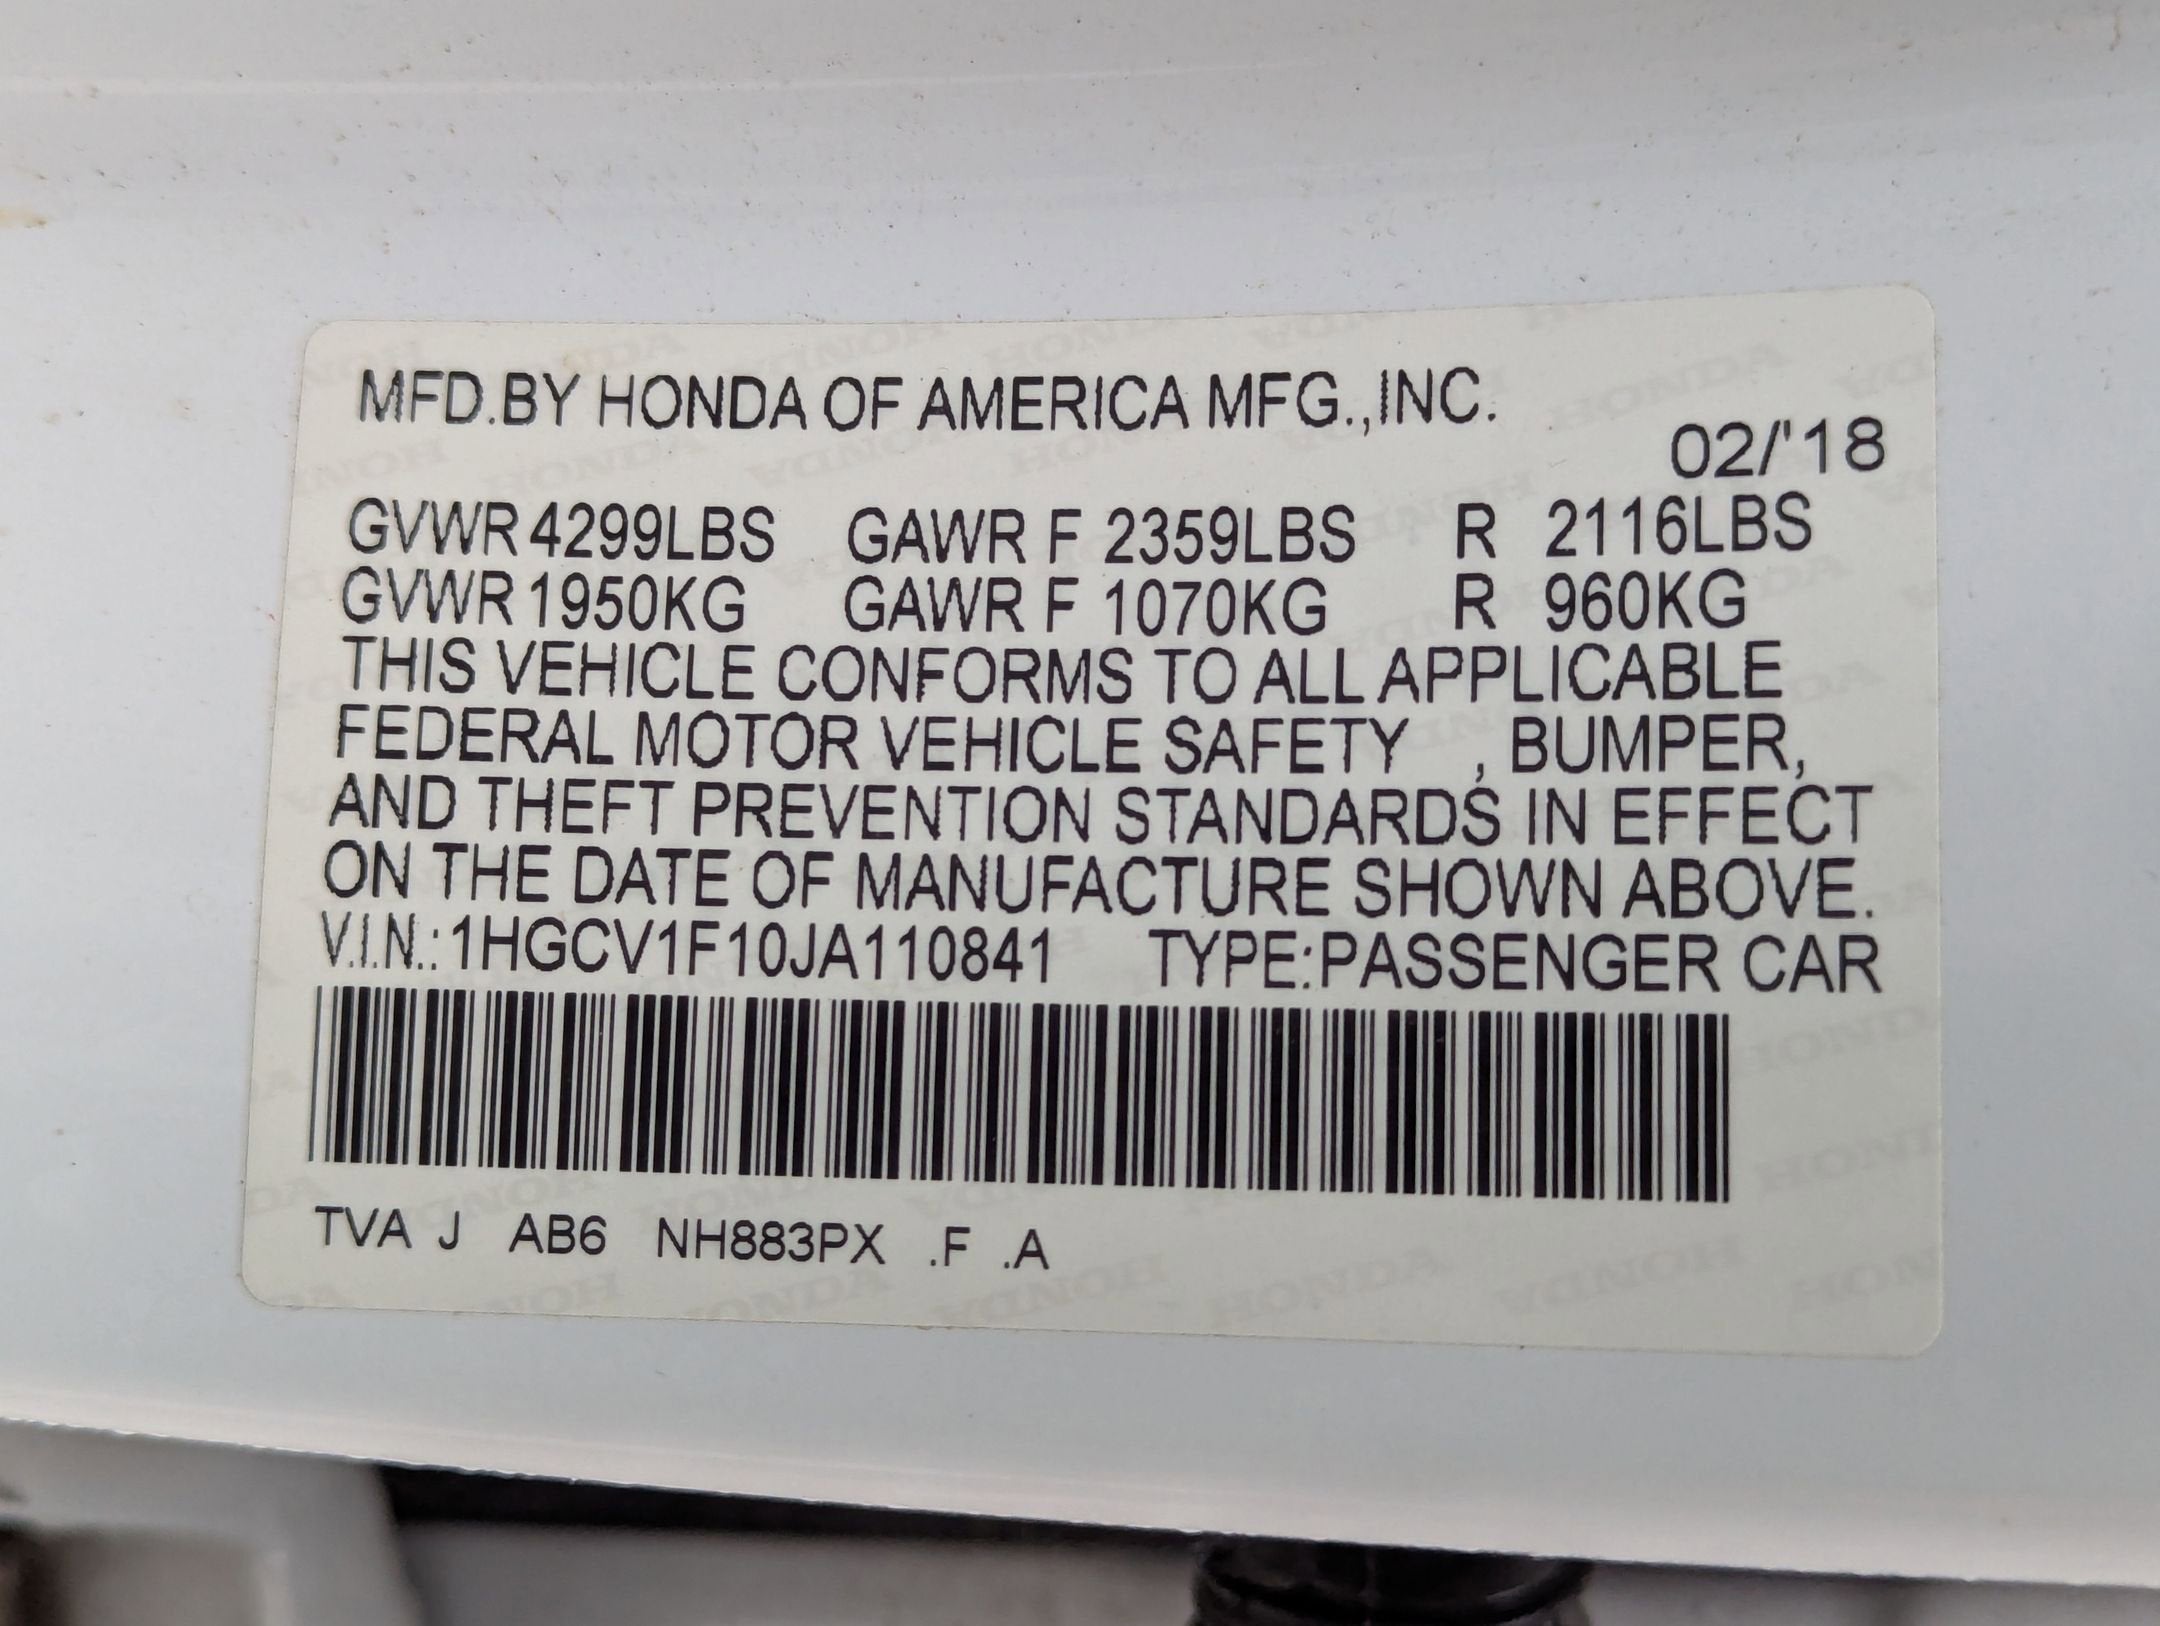 MFD.BY HONDA OF AMERICA MFG.,INC.
02/'18
GVWR 4299LBS GAWR F 2359LBS R 2116LBS
GVWR 1950KG GAWR F 1070KG R 960KG
THIS VEHICLE CONFORMS TO ALL APPLICABLE
FEDERAL MOTOR VEHICLE SAFETY , BUMPER,
AND THEFT PREVENTION STANDARDS IN EFFECT
ON THE DATE OF MANUFACTURE SHOWN ABOVE.
V.I.N.:1HGCV1F10JA110841 TYPE:PASSENGER CAR
TVA J AB6 NH883PX .F .A